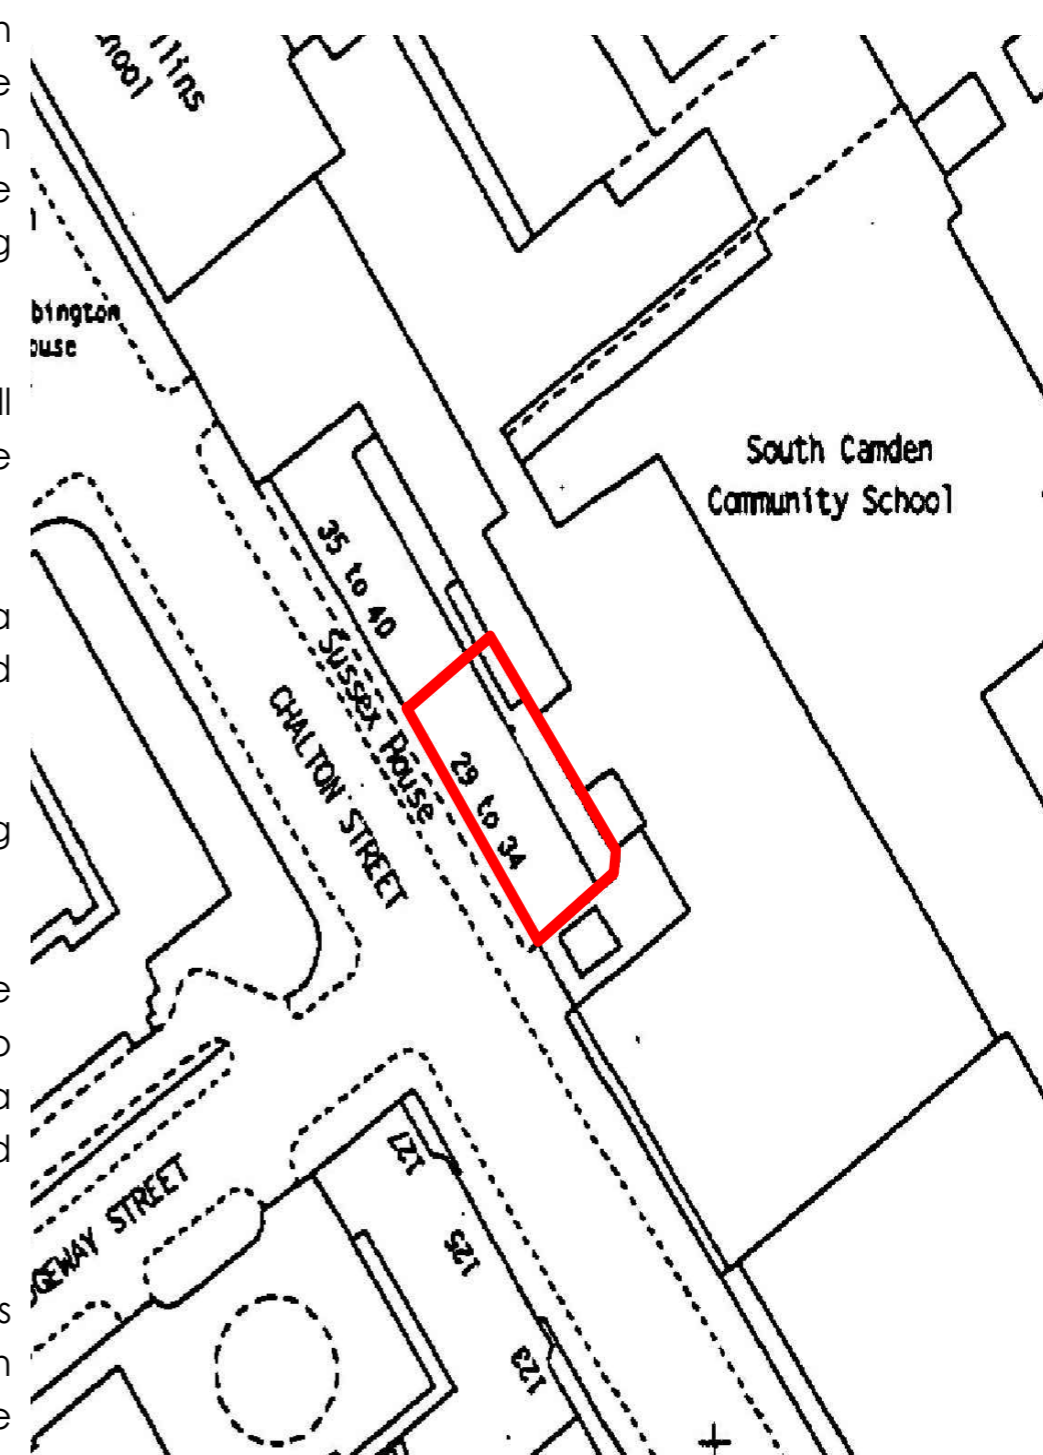 n
e
n
e
g
ll
e
a
d
g
e
o
a
d
s
n
e
hool
llins
bington
ouse
South Camden
Community School
35 to 40
Sussex House
CHALTON STREET
29 to 34
GEWAY STREET
127
125
123